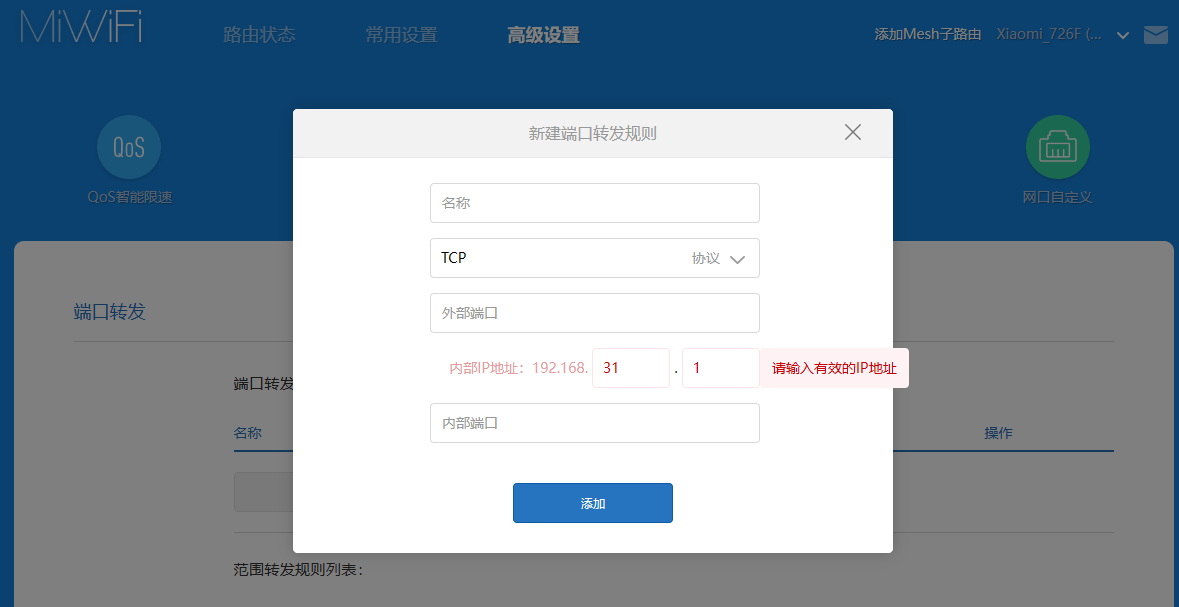 MiWiFi
路由状态 常用设置 高级设置 添加Mesh子路由 Xiaomi_726F (...
新建端口转发规则
QoS
QoS智能限速
网口自定义
名称
TCP 协议
外部端口
端口转发
内部IP地址：192.168. 31 . 1 请输入有效的IP地址
端口转发
内部端口
名称 操作
添加
范围转发规则列表：